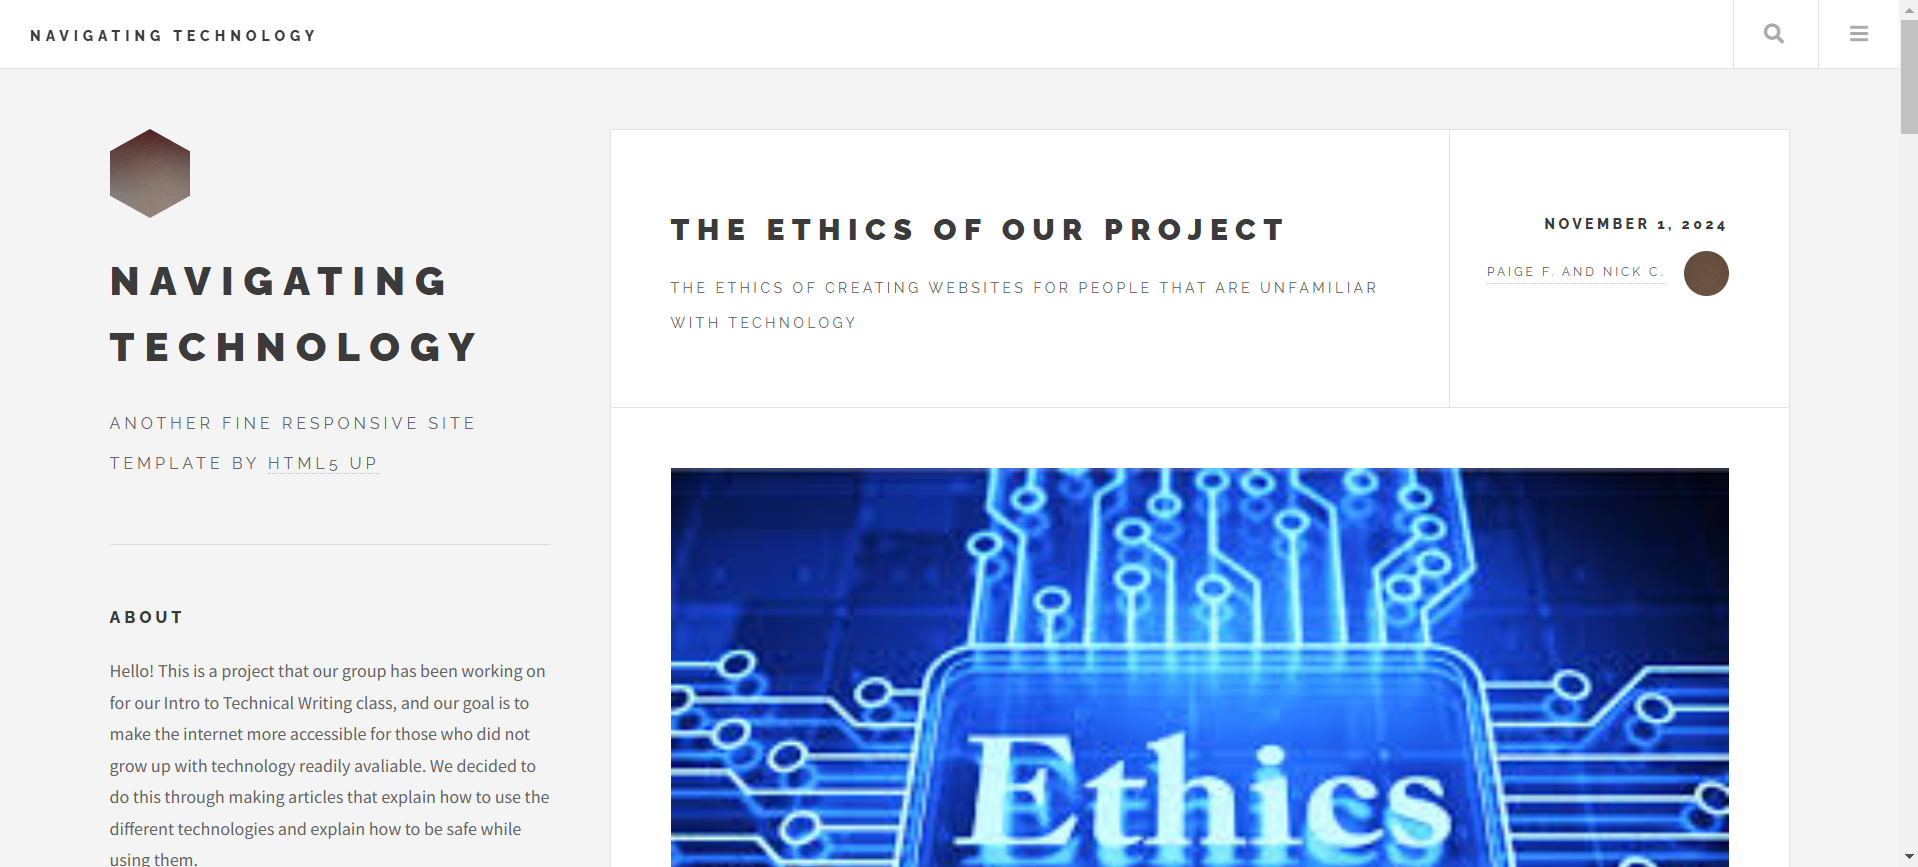 NAVIGATING TECHNOLOGY
NAVIGATING
TECHNOLOGY
ANOTHER FINE RESPONSIVE SITE
TEMPLATE BY HTML5 UP
ABOUT
Hello! This is a project that our group has been working on
for our Intro to Technical Writing class, and our goal is to
make the internet more accessible for those who did not
grow up with technology readily avaliable. We decided to
do this through making articles that explain how to use the
different technologies and explain how to be safe while
using them.
THE ETHICS OF OUR PROJECT
THE ETHICS OF CREATING WEBSITES FOR PEOPLE THAT ARE UNFAMILIAR
WITH TECHNOLOGY
NOVEMBER 1, 2024
PAIGE F. AND NICK C.
Ethics